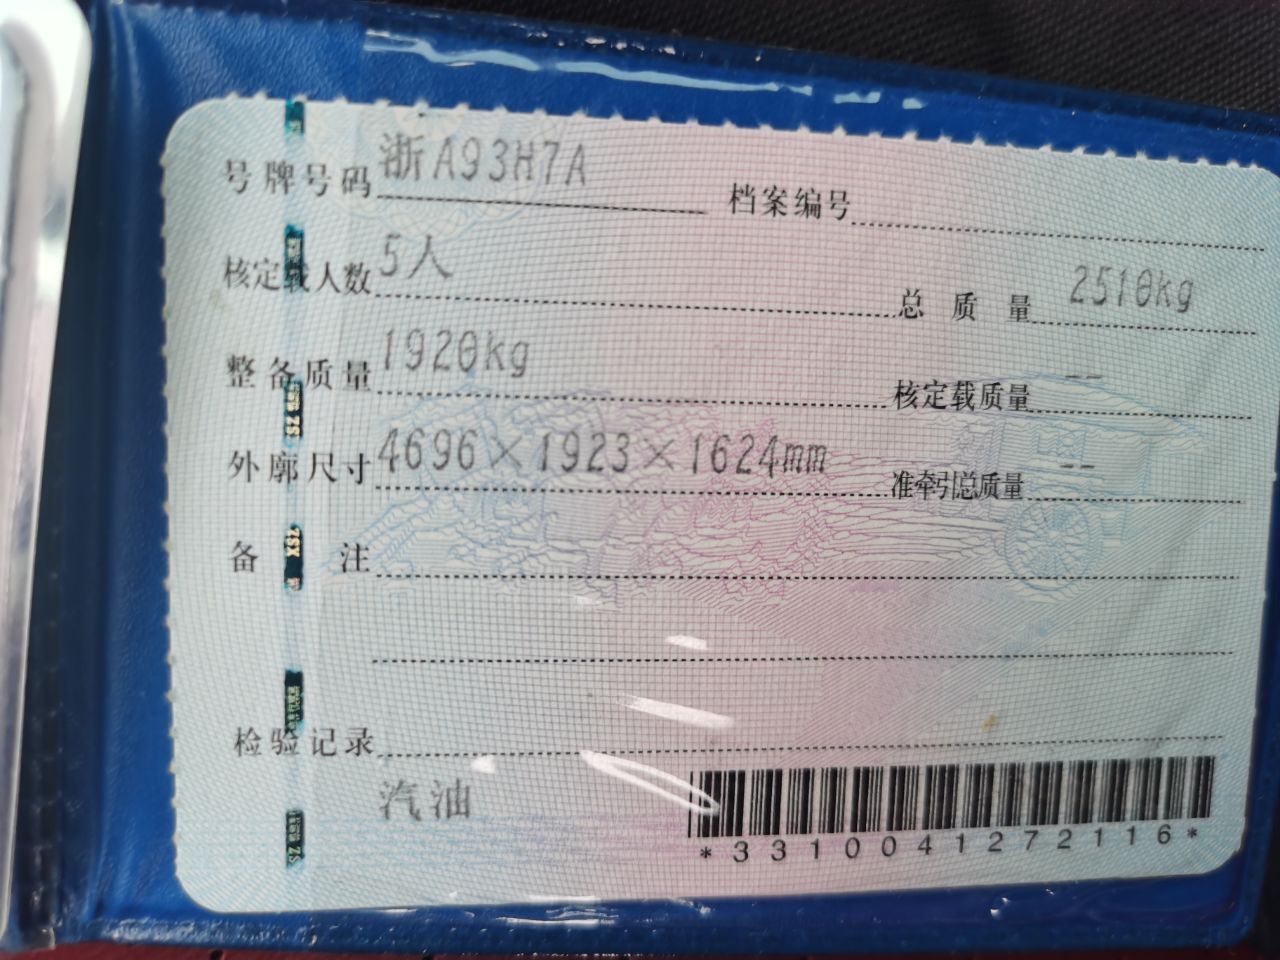 号牌号码 浙A93H7A 档案编号
核定载人数 5人 总质量 2510kg
整备质量 1920kg 核定载质量 --
外廓尺寸 4696×1923×1624mm 准牵引总质量 --
备注
检验记录
汽油
*3310041272116*